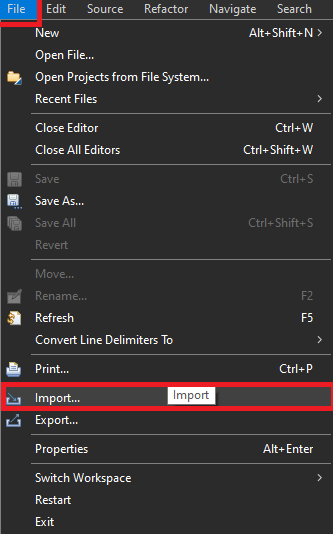 File Edit Source Refactor Navigate Search
New Alt+Shift+N
Open File...
Open Projects from File System...
Recent Files
Close Editor Ctrl+W
Close All Editors Ctrl+Shift+W
Save Ctrl+S
Save As...
Save All Ctrl+Shift+S
Revert
Move...
Rename... F2
Refresh F5
Convert Line Delimiters To
Print... Ctrl+P
Import... Import
Export...
Properties Alt+Enter
Switch Workspace
Restart
Exit